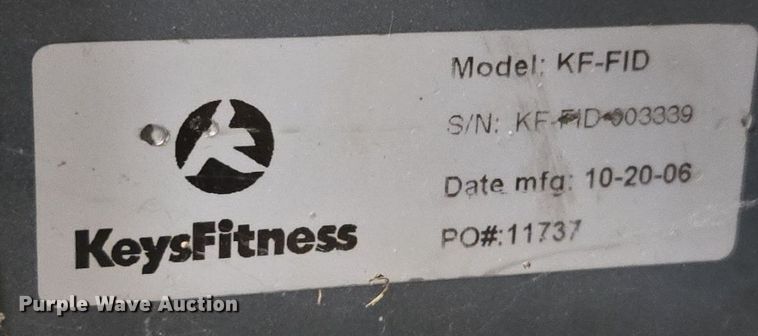 Model: KF-FID
S/N: KF-FID-003339
Date mfg: 10-20-06
PO#:11737
KeysFitness
Purple Wave Auction